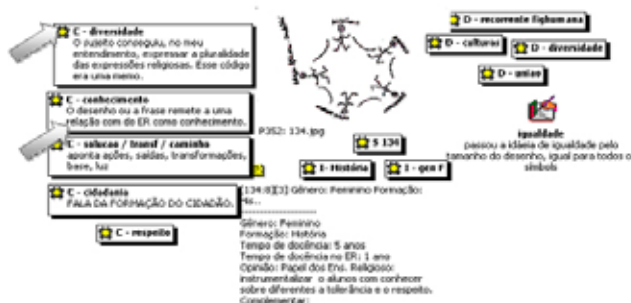 C - diversidade
O sujeito conseguiu, no meu
entendimento, expressar a pluralidade
das expressões religiosas. Esse código
era uma memo.
C - conhecimento
O desenho ou a frase remete a uma
relação com do ER como conhecimento.
C - solucao / transf / caminho
aponta ações, saídas, transformações,
base, luz
C - cidadania
FALA DA FORMAÇÃO DO CIDADÃO.
C - respeito
P352: 134.jpg
S 134
I - História
I - gen F
[134:8][3] Gênero: Feminino Formação:
His..
--------------------
Gênero: Feminino
Formação: História
Tempo de docência: 5 anos
Tempo de docência no ER: 1 ano
Opinião: Papel dos Ens. Religioso:
instrumentalizar o alunos com conhecer
sobre diferentes a tolerância e o respeito.
Complementar:
D - recorrente fighumana
D - culturas
D - diversidade
D - uniao
igualdade
passou a idáeia de igualdade pelo
tamanho do desenho, igual para todos o
símbols